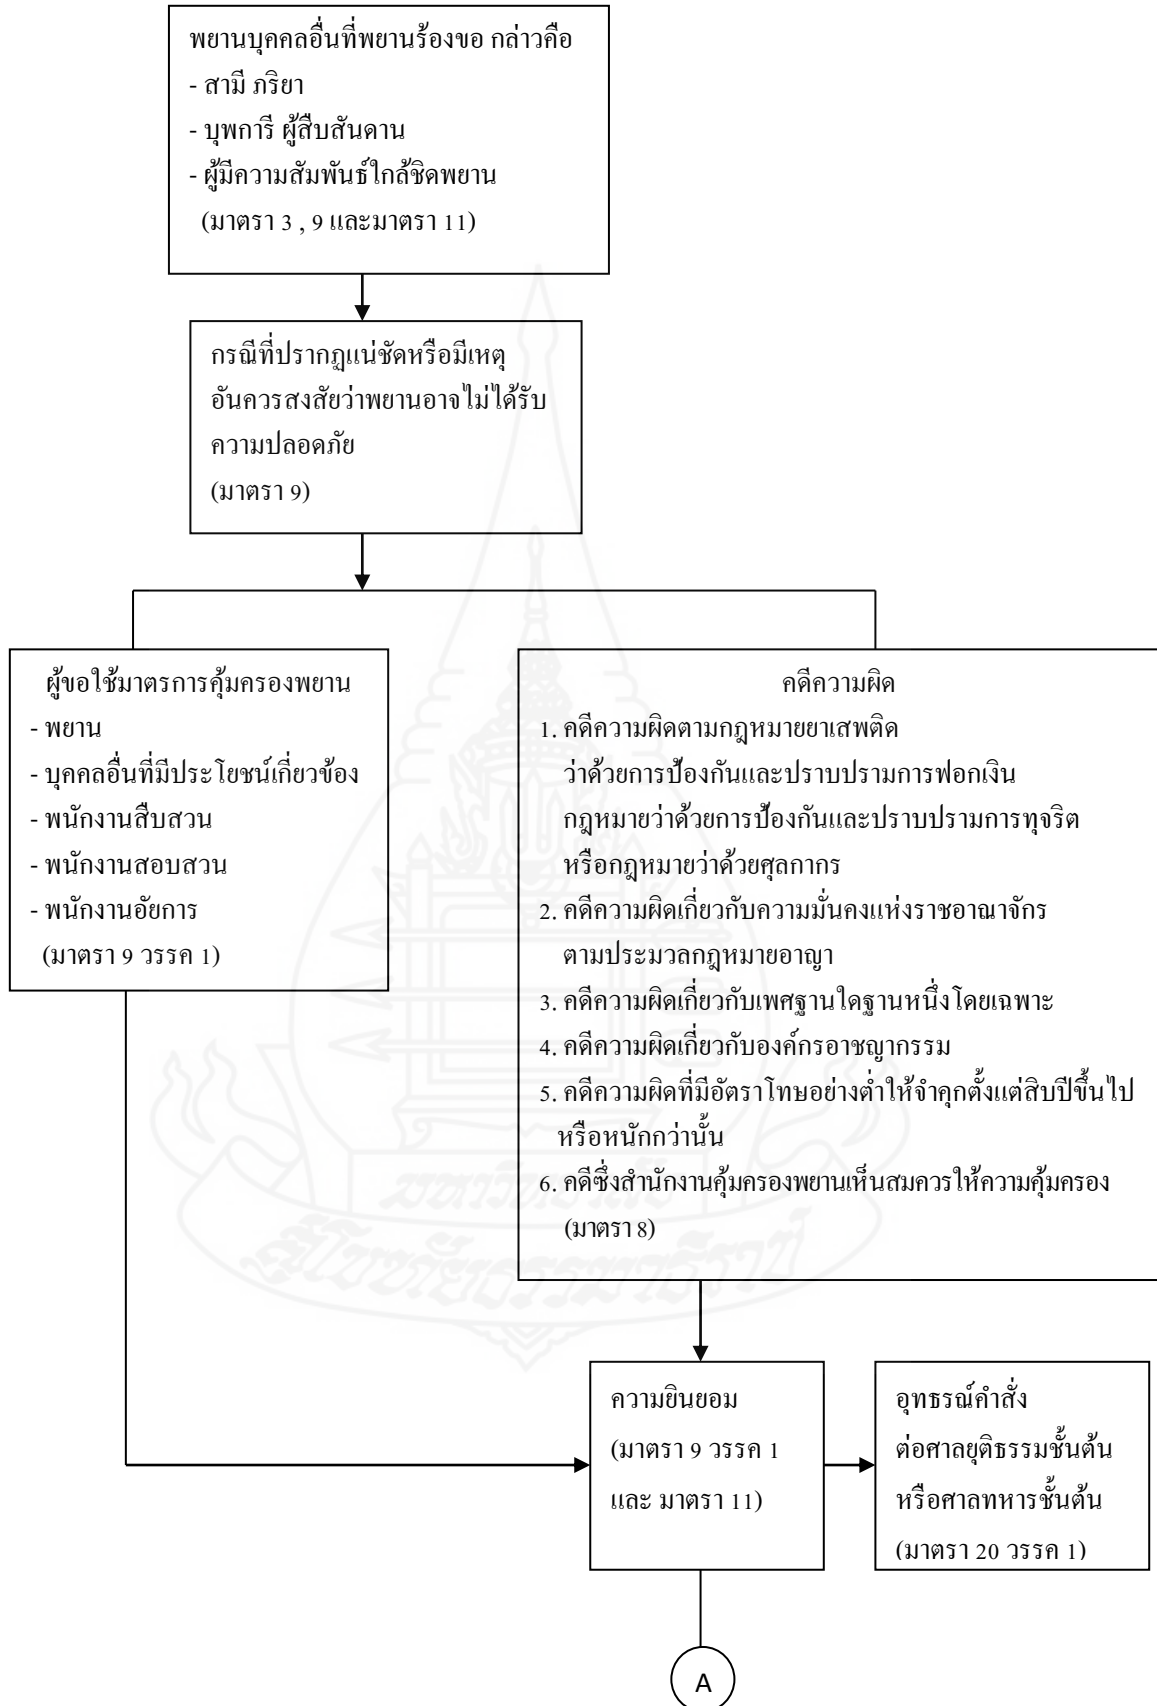 พยานบุคคลอื่นที่พยานร้องขอ กล่าวคือ
- สามี ภริยา
- บุพการี ผู้สืบสันดาน
- ผู้มีความสัมพันธ์ใกล้ชิดพยาน
(มาตรา 3 , 9 และมาตรา 11)
กรณีที่ปรากฏแน่ชัดหรือมีเหตุ
อันควรสงสัยว่าพยานอาจไม่ได้รับ
ความปลอดภัย
(มาตรา 9)
ผู้ขอใช้มาตรการคุ้มครองพยาน
- พยาน
- บุคคลอื่นที่มีประโยชน์เกี่ยวข้อง
- พนักงานสืบสวน
- พนักงานสอบสวน
- พนักงานอัยการ
(มาตรา 9 วรรค 1)
คดีความผิด
1. คดีความผิดตามกฎหมายยาเสพติด
ว่าด้วยการป้องกันและปราบปรามการฟอกเงิน
กฎหมายว่าด้วยการป้องกันและปราบปรามการทุจริต
หรือกฎหมายว่าด้วยศุลกากร
2. คดีความผิดเกี่ยวกับความมั่นคงแห่งราชอาณาจักร
ตามประมวลกฎหมายอาญา
3. คดีความผิดเกี่ยวกับเพศฐานใดฐานหนึ่งโดยเฉพาะ
4. คดีความผิดเกี่ยวกับองค์กรอาชญากรรม
5. คดีความผิดที่มีอัตราโทษอย่างต่ำให้จำคุกตั้งแต่สิบปีขึ้นไป
หรือหนักกว่านั้น
6. คดีซึ่งสำนักงานคุ้มครองพยานเห็นสมควรให้ความคุ้มครอง
(มาตรา 8)
มหาวิทยาลัย
สุโขทัยธรรมาธิราช
ความยินยอม
(มาตรา 9 วรรค 1
และ มาตรา 11)
อุทธรณ์คำสั่ง
ต่อศาลยุติธรรมชั้นต้น
หรือศาลทหารชั้นต้น
(มาตรา 20 วรรค 1)
A